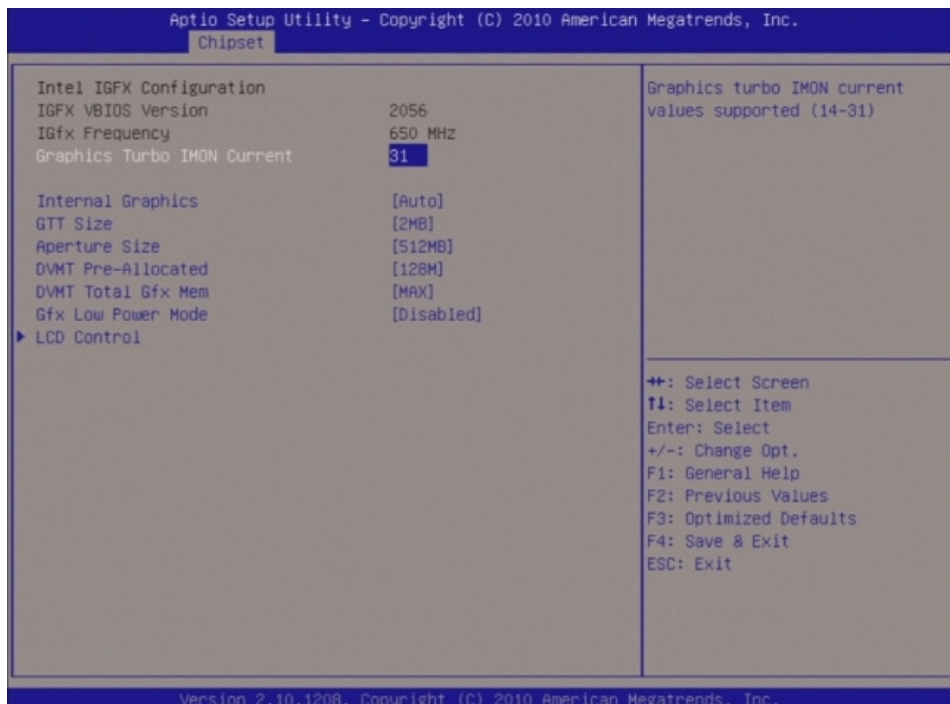 Aptio Setup Utility – Copyright (C) 2010 American Megatrends, Inc.
Chipset
Intel IGFX Configuration
IGFX VBIOS Version 2056
IGfx Frequency 650 MHz
Graphics Turbo IMON Current 31
Internal Graphics [Auto]
GTT Size [2MB]
Aperture Size [512MB]
DVMT Pre-Allocated [128M]
DVMT Total Gfx Mem [MAX]
Gfx Low Power Mode [Disabled]
▶ LCD Control
Graphics turbo IMON current
values supported (14-31)
→←: Select Screen
↑↓: Select Item
Enter: Select
+/-: Change Opt.
F1: General Help
F2: Previous Values
F3: Optimized Defaults
F4: Save & Exit
ESC: Exit
Version 2.10.1208. Copyright (C) 2010 American Megatrends, Inc.